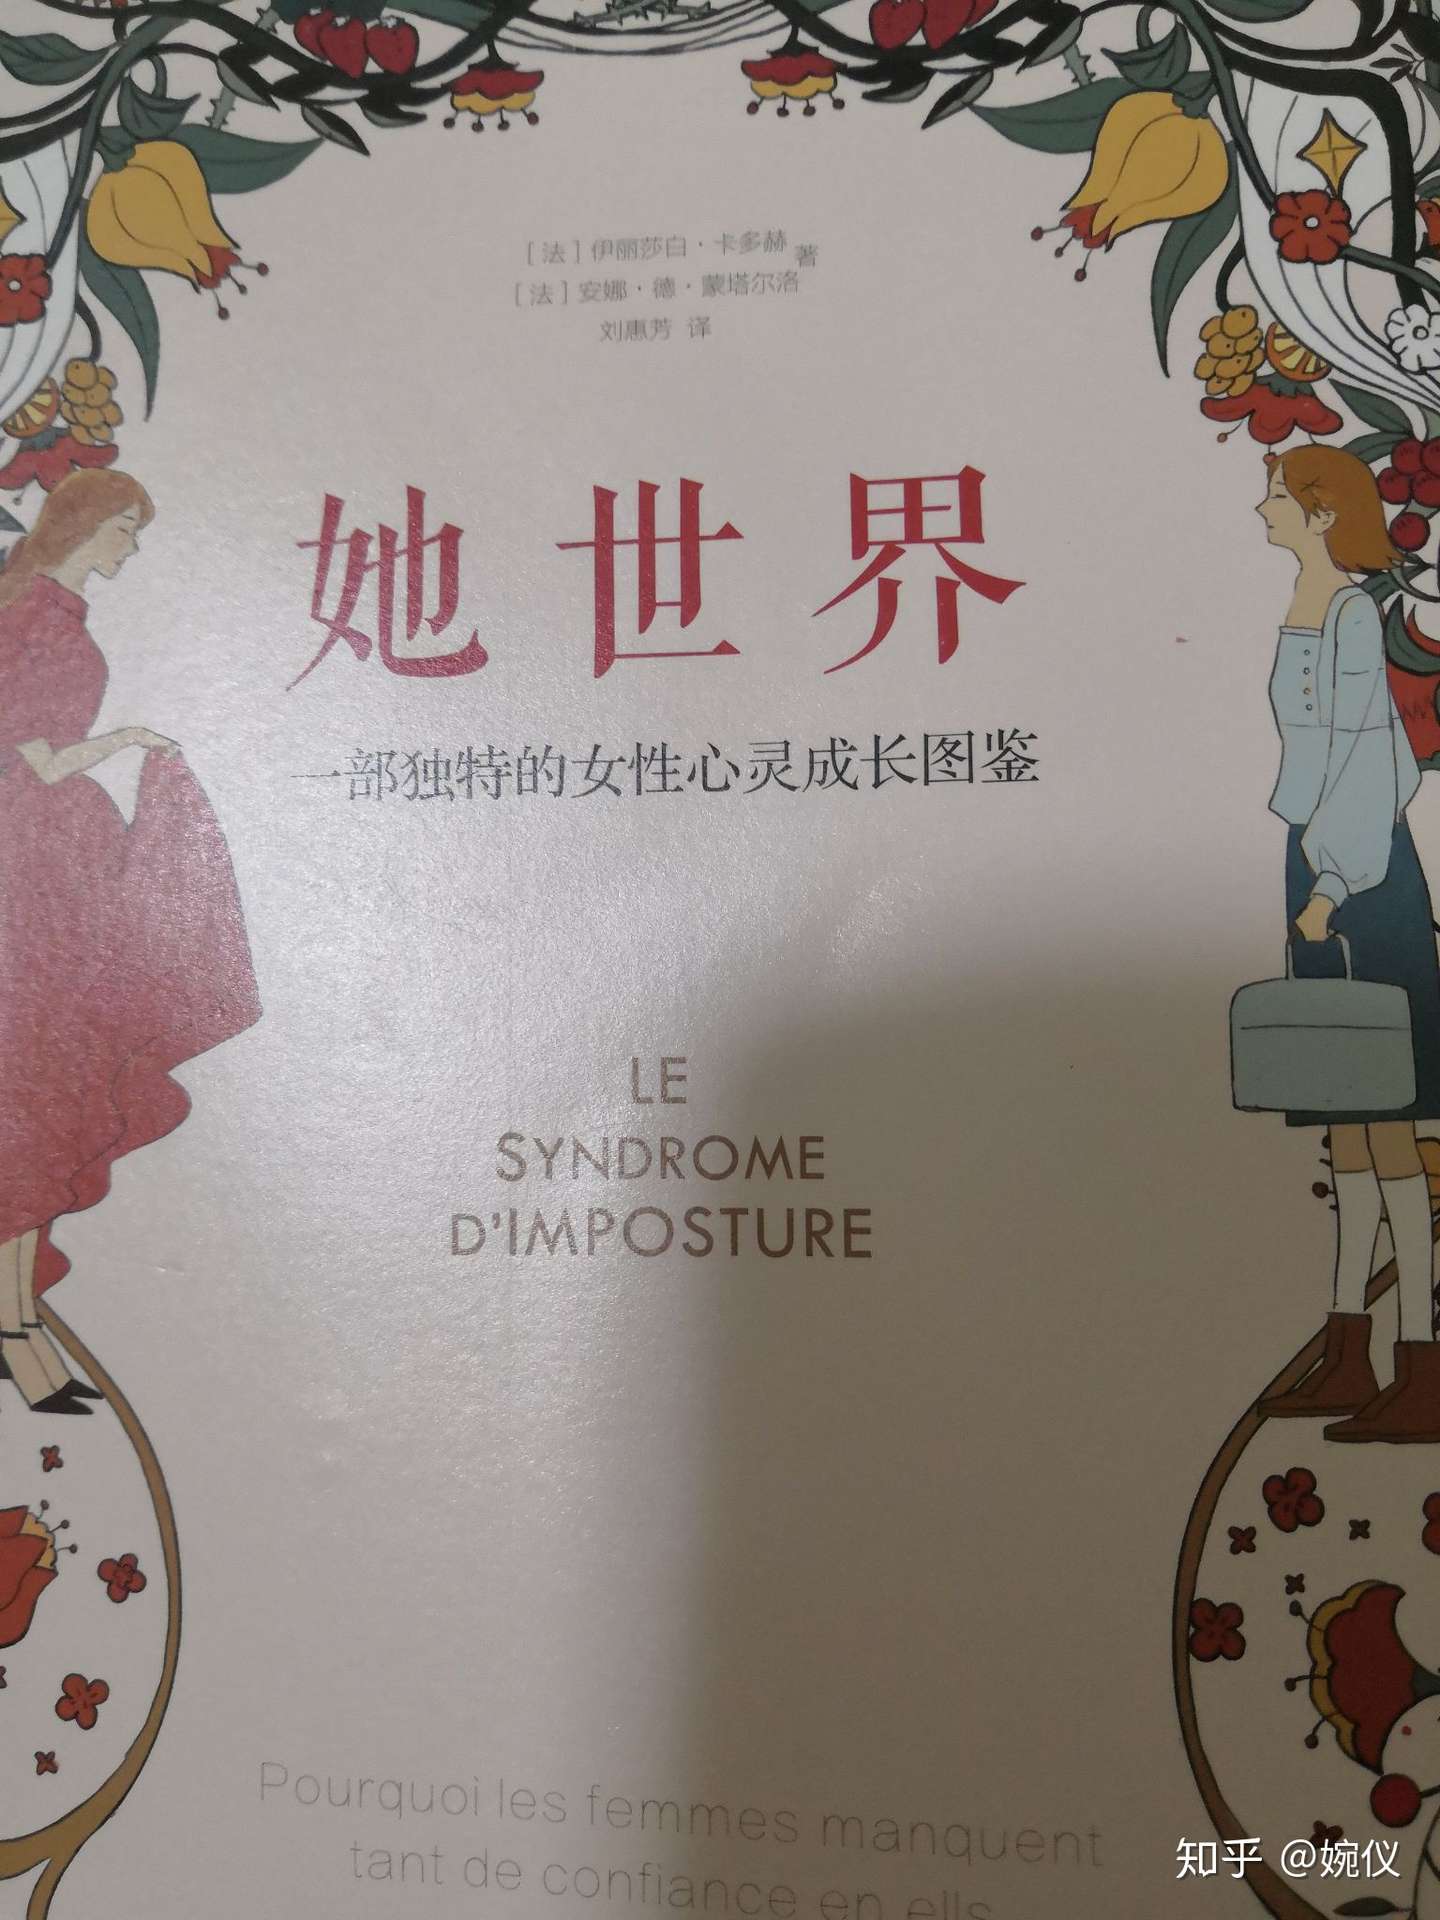 [法]伊丽莎白·卡多赫 著
[法]安娜·德·蒙塔尔洛
刘惠芳 译
她世界
一部独特的女性心灵成长图鉴
LE
SYNDROME
D'IMPOSTURE
Pourquoi les femmes manquent
tant de confiance en ells
知乎 @婉仪